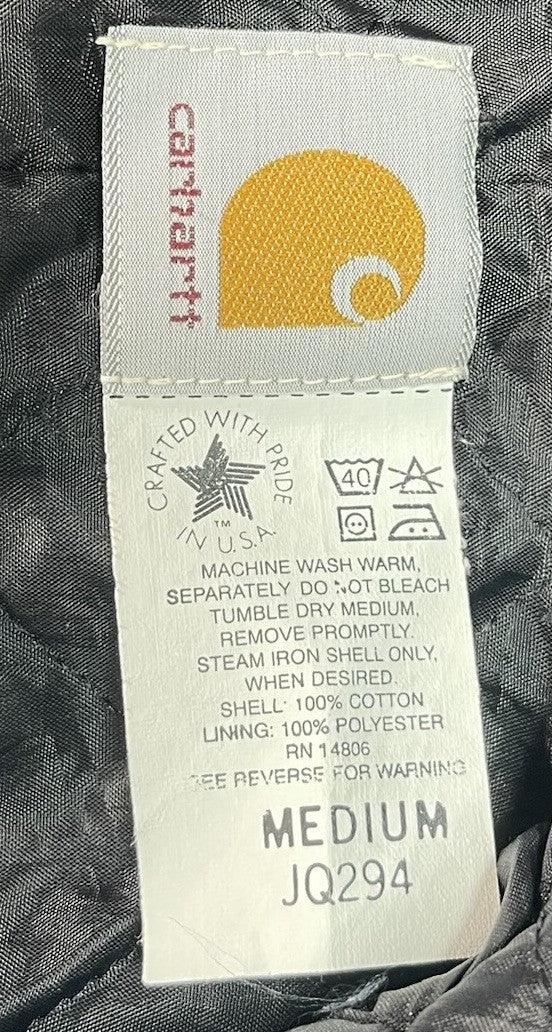 carhartt
CRAFTED WITH PRIDE
TM
IN U.S.A.
40
MACHINE WASH WARM,
SEPARATELY DO NOT BLEACH
TUMBLE DRY MEDIUM,
REMOVE PROMPTLY.
STEAM IRON SHELL ONLY,
WHEN DESIRED.
SHELL: 100% COTTON
LINING: 100% POLYESTER
RN 14806
SEE REVERSE FOR WARNING
MEDIUM
JQ294